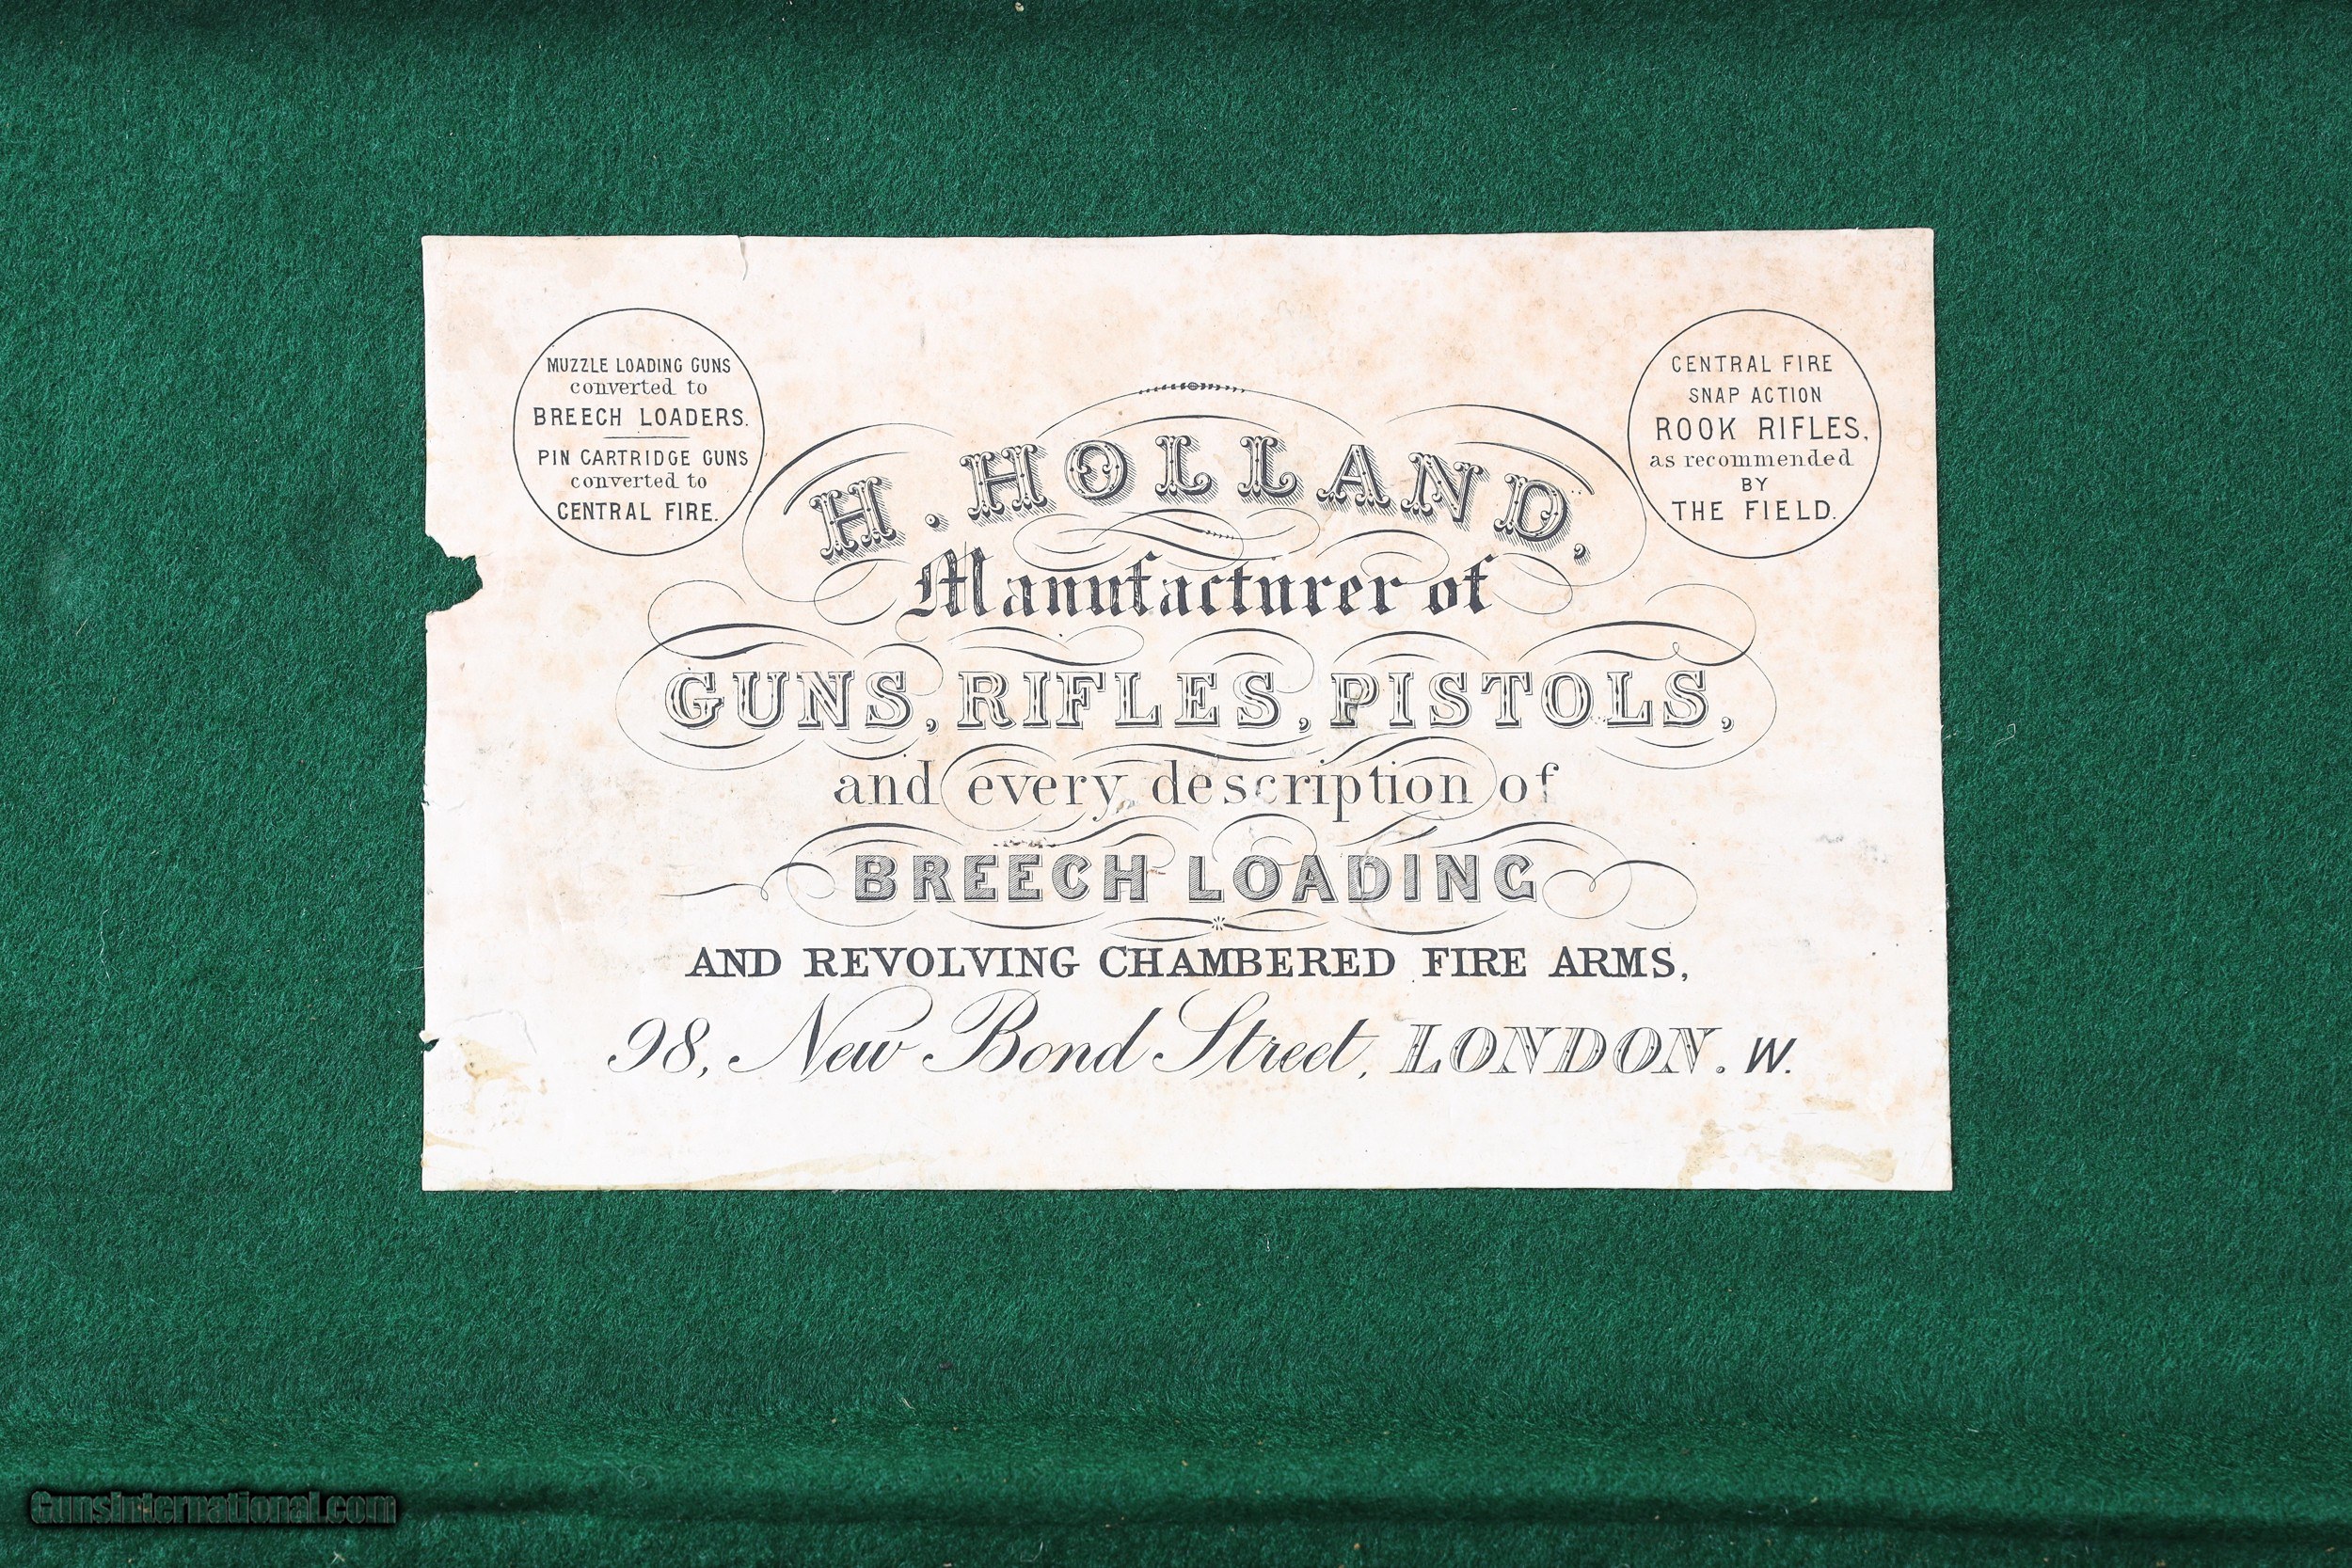 MUZZLE LOADING GUNS
converted to
BREECH LOADERS.
PIN CARTRIDGE GUNS
converted to
CENTRAL FIRE.
CENTRAL FIRE
SNAP ACTION
ROOK RIFLES,
as recommended
BY
THE FIELD.
H. HOLLAND,
Manufacturer of
GUNS, RIFLES, PISTOLS,
and every description of
BREECH LOADING
AND REVOLVING CHAMBERED FIRE ARMS,
98, New Bond Street, LONDON. W.
GunsInternational.com